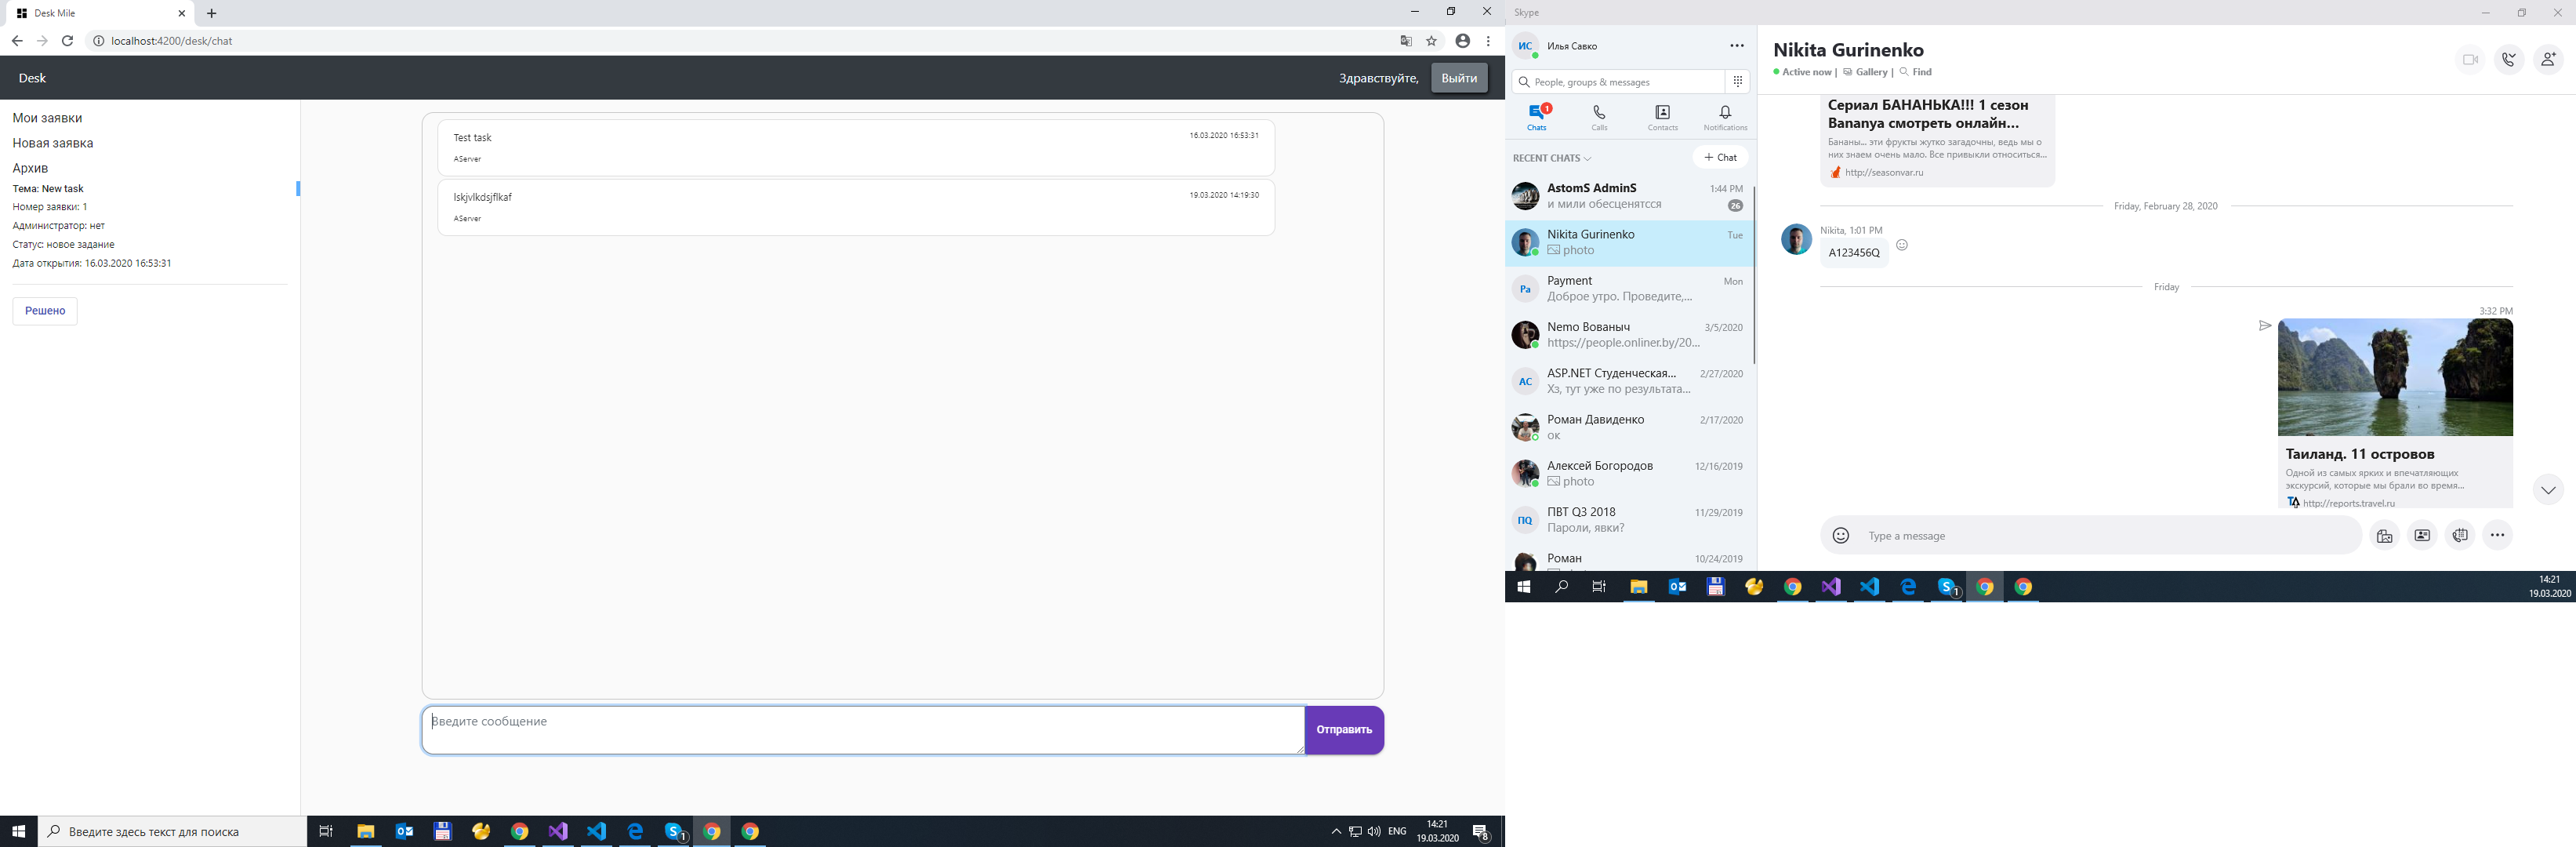 Desk Mile
localhost:4200/desk/chat
Desk
Здравствуйте,
Выйти
Мои заявки
Новая заявка
Архив
Тема: New task
Номер заявки: 1
Администратор: нет
Статус: новое задание
Дата открытия: 16.03.2020 16:53:31
Решено
Test task
16.03.2020 16:53:31
AServer
lskjvlkdsjflkaf
19.03.2020 14:19:30
AServer
Введите сообщение
Отправить
Введите здесь текст для поиска
1
ENG
14:21
19.03.2020
8
Skype
ИС
Илья Савко
People, groups & messages
1
Chats
Calls
Contacts
Notifications
RECENT CHATS
+ Chat
AstomS AdminS
1:44 PM
и мили обесценятсся
26
Nikita Gurinenko
Tue
photo
Pa
Payment
Mon
Доброе утро. Проведите,...
Nemo Вованыч
3/5/2020
https://people.onliner.by/20...
AC
ASP.NET Студенческая...
2/27/2020
Хз, тут уже по результата...
Роман Давиденко
2/17/2020
ок
Алексей Богородов
12/16/2019
photo
ПQ
ПВТ Q3 2018
11/29/2019
Пароли, явки?
Роман
10/24/2019
Nikita Gurinenko
Active now | Gallery | Find
Сериал БАНАНЬКА!!! 1 сезон
Bananya смотреть онлайн...
Бананы... эти фрукты жутко загадочны, ведь мы о
них знаем очень мало. Все привыкли относиться...
http://seasonvar.ru
Friday, February 28, 2020
Nikita, 1:01 PM
A123456Q
Friday
3:32 PM
Таиланд. 11 островов
Одной из самых ярких и впечатляющих
экскурсий, которые мы брали во время...
http://reports.travel.ru
Type a message
1
14:21
19.03.2020